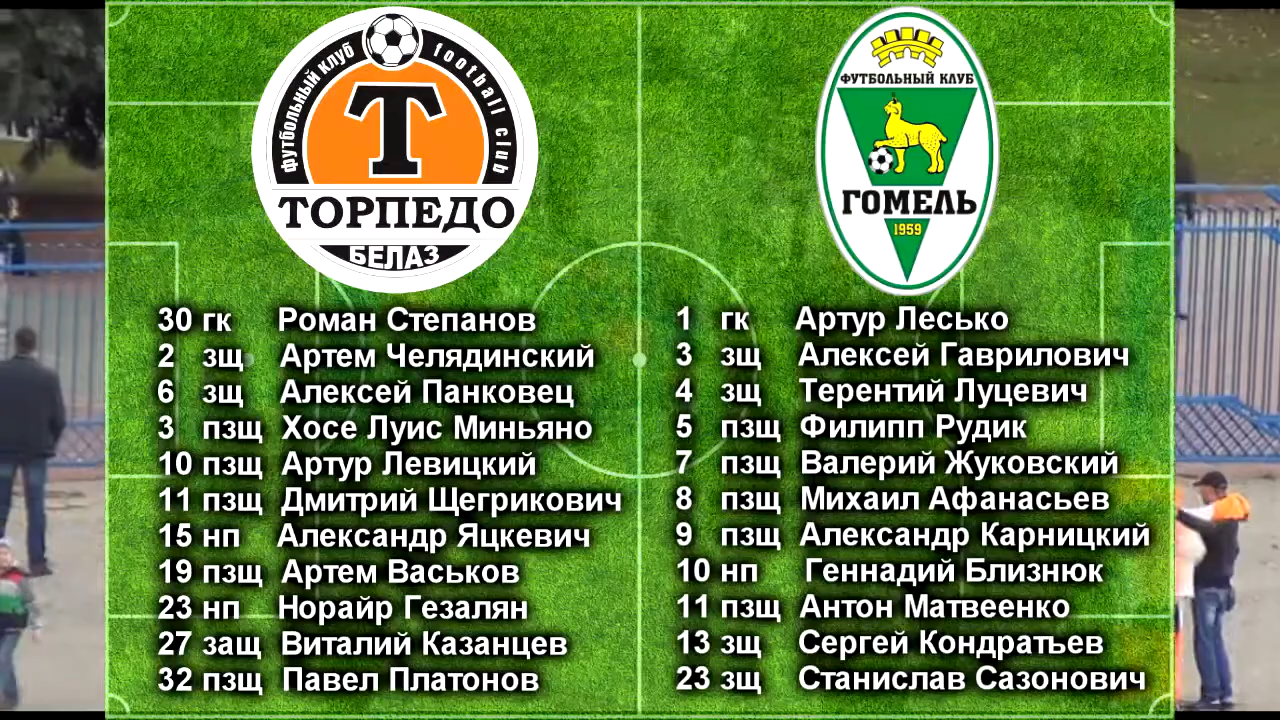 футбольный клуб football club
Т
ТОРПЕДО
БЕЛАЗ
ФУТБОЛЬНЫЙ КЛУБ
ГОМЕЛЬ
1959
30 гк Роман Степанов
2 зщ Артем Челядинский
6 зщ Алексей Панковец
3 пзщ Хосе Луис Миньяно
10 пзщ Артур Левицкий
11 пзщ Дмитрий Щегрикович
15 нп Александр Яцкевич
19 пзщ Артем Васьков
23 нп Норайр Гезалян
27 защ Виталий Казанцев
32 пзщ Павел Платонов
1 гк Артур Лесько
3 зщ Алексей Гаврилович
4 зщ Терентий Луцевич
5 пзщ Филипп Рудик
7 пзщ Валерий Жуковский
8 пзщ Михаил Афанасьев
9 пзщ Александр Карницкий
10 нп Геннадий Близнюк
11 пзщ Антон Матвеенко
13 зщ Сергей Кондратьев
23 зщ Станислав Сазонович